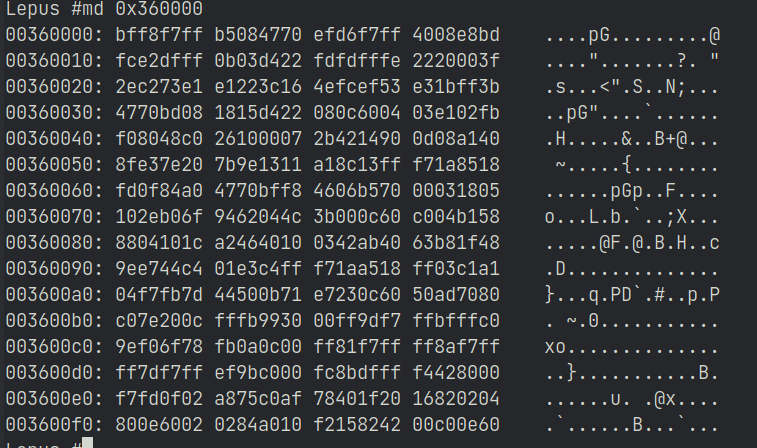 Lepus #md 0x360000
00360000: bff8f7ff b5084770 efd6f7ff 4008e8bd    ....pG.........@
00360010: fce2dfff 0b03d422 fdfdfffe 2220003f    ....".......?. "
00360020: 2ec273e1 e1223c16 4efcef53 e31bff3b    .s...<".S..N;...
00360030: 4770bd08 1815d422 080c6004 03e102fb    ..pG"....`......
00360040: f08048c0 26100007 2b421490 0d08a140    .H.....&..B+@...
00360050: 8fe37e20 7b9e1311 a18c13ff f71a8518     ~.....{........
00360060: fd0f84a0 4770bff8 4606b570 00031805    ......pGp..F....
00360070: 102eb06f 9462044c 3b000c60 c004b158    o...L.b.`..;X...
00360080: 8804101c a2464010 0342ab40 63b81f48    .....@F.@.B.H..c
00360090: 9ee744c4 01e3c4ff f71aa518 ff03c1a1    .D..............
003600a0: 04f7fb7d 44500b71 e7230c60 50ad7080    }...q.PD`.#..p.P
003600b0: c07e200c fffb9930 00ff9df7 ffbfffc0    . ~.0...........
003600c0: 9ef06f78 fb0a0c00 ff81f7ff ff8af7ff    xo..............
003600d0: ff7df7ff ef9bc000 fc8bdfff f4428000    ..}...........B.
003600e0: f7fd0f02 a875c0af 78401f20 16820204    ......u. .@x....
003600f0: 800e6002 0284a010 f2158242 00c00e60    .`......B...`...